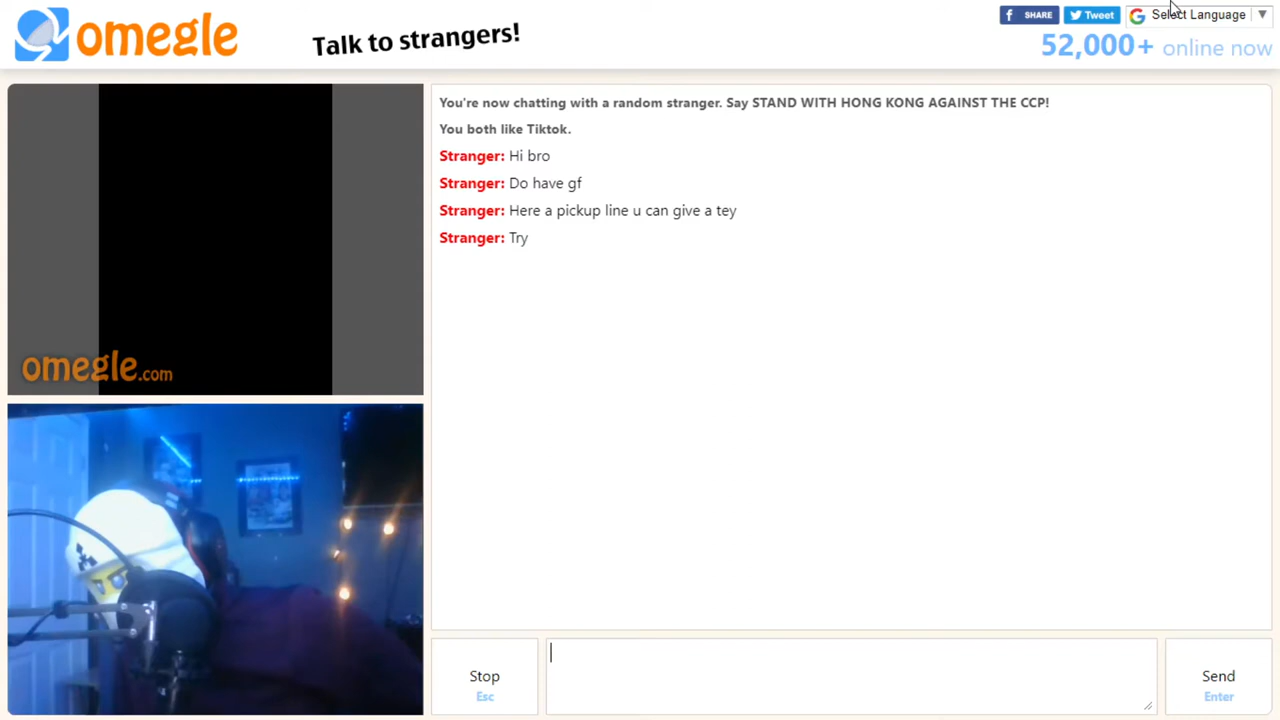 omegle
Talk to strangers!
SHARE
Tweet
Select Language
52,000+ online now
You're now chatting with a random stranger. Say STAND WITH HONG KONG AGAINST THE CCP!
You both like Tiktok.
Stranger: Hi bro
Stranger: Do have gf
Stranger: Here a pickup line u can give a tey
Stranger: Try
omegle.com
Stop
Esc
Send
Enter